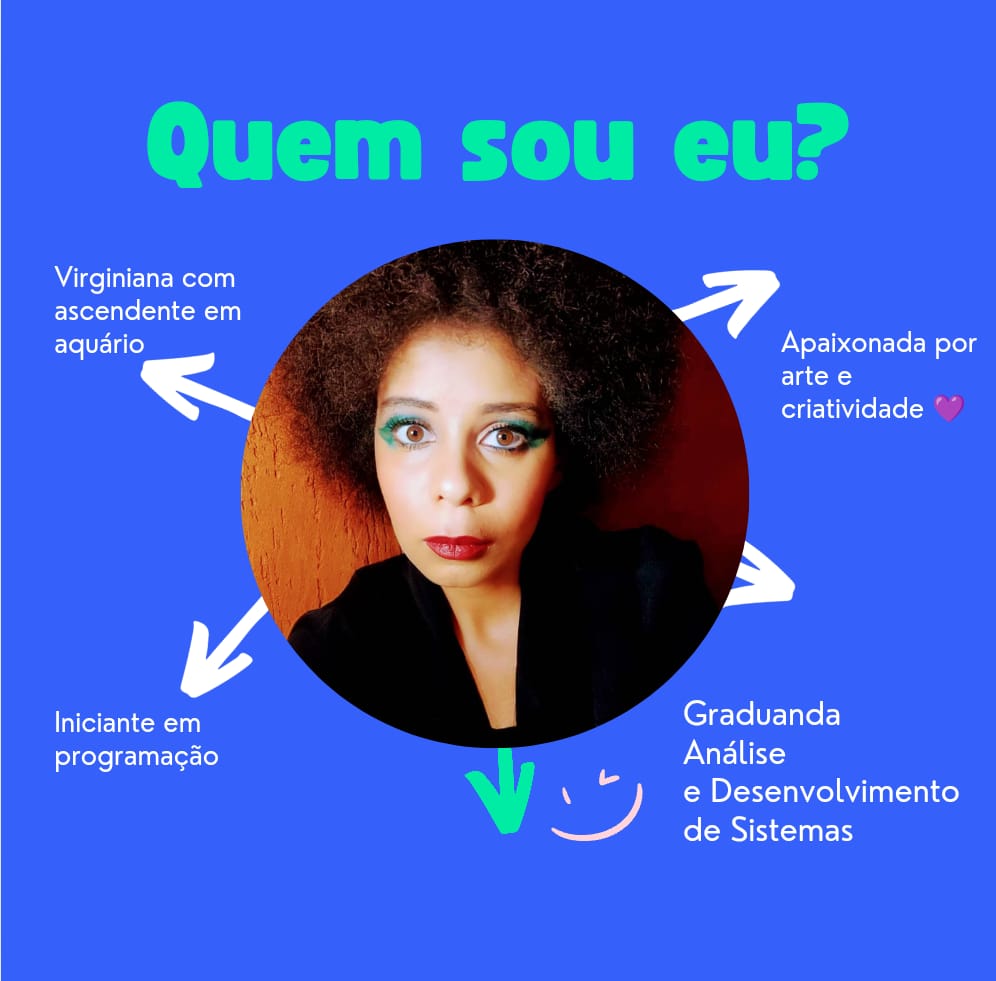 Quem sou eu?
Virginiana com
ascendente em
aquário
Apaixonada por
arte e
criatividade 💜
Iniciante em
programação
Graduanda
Análise
e Desenvolvimento
de Sistemas